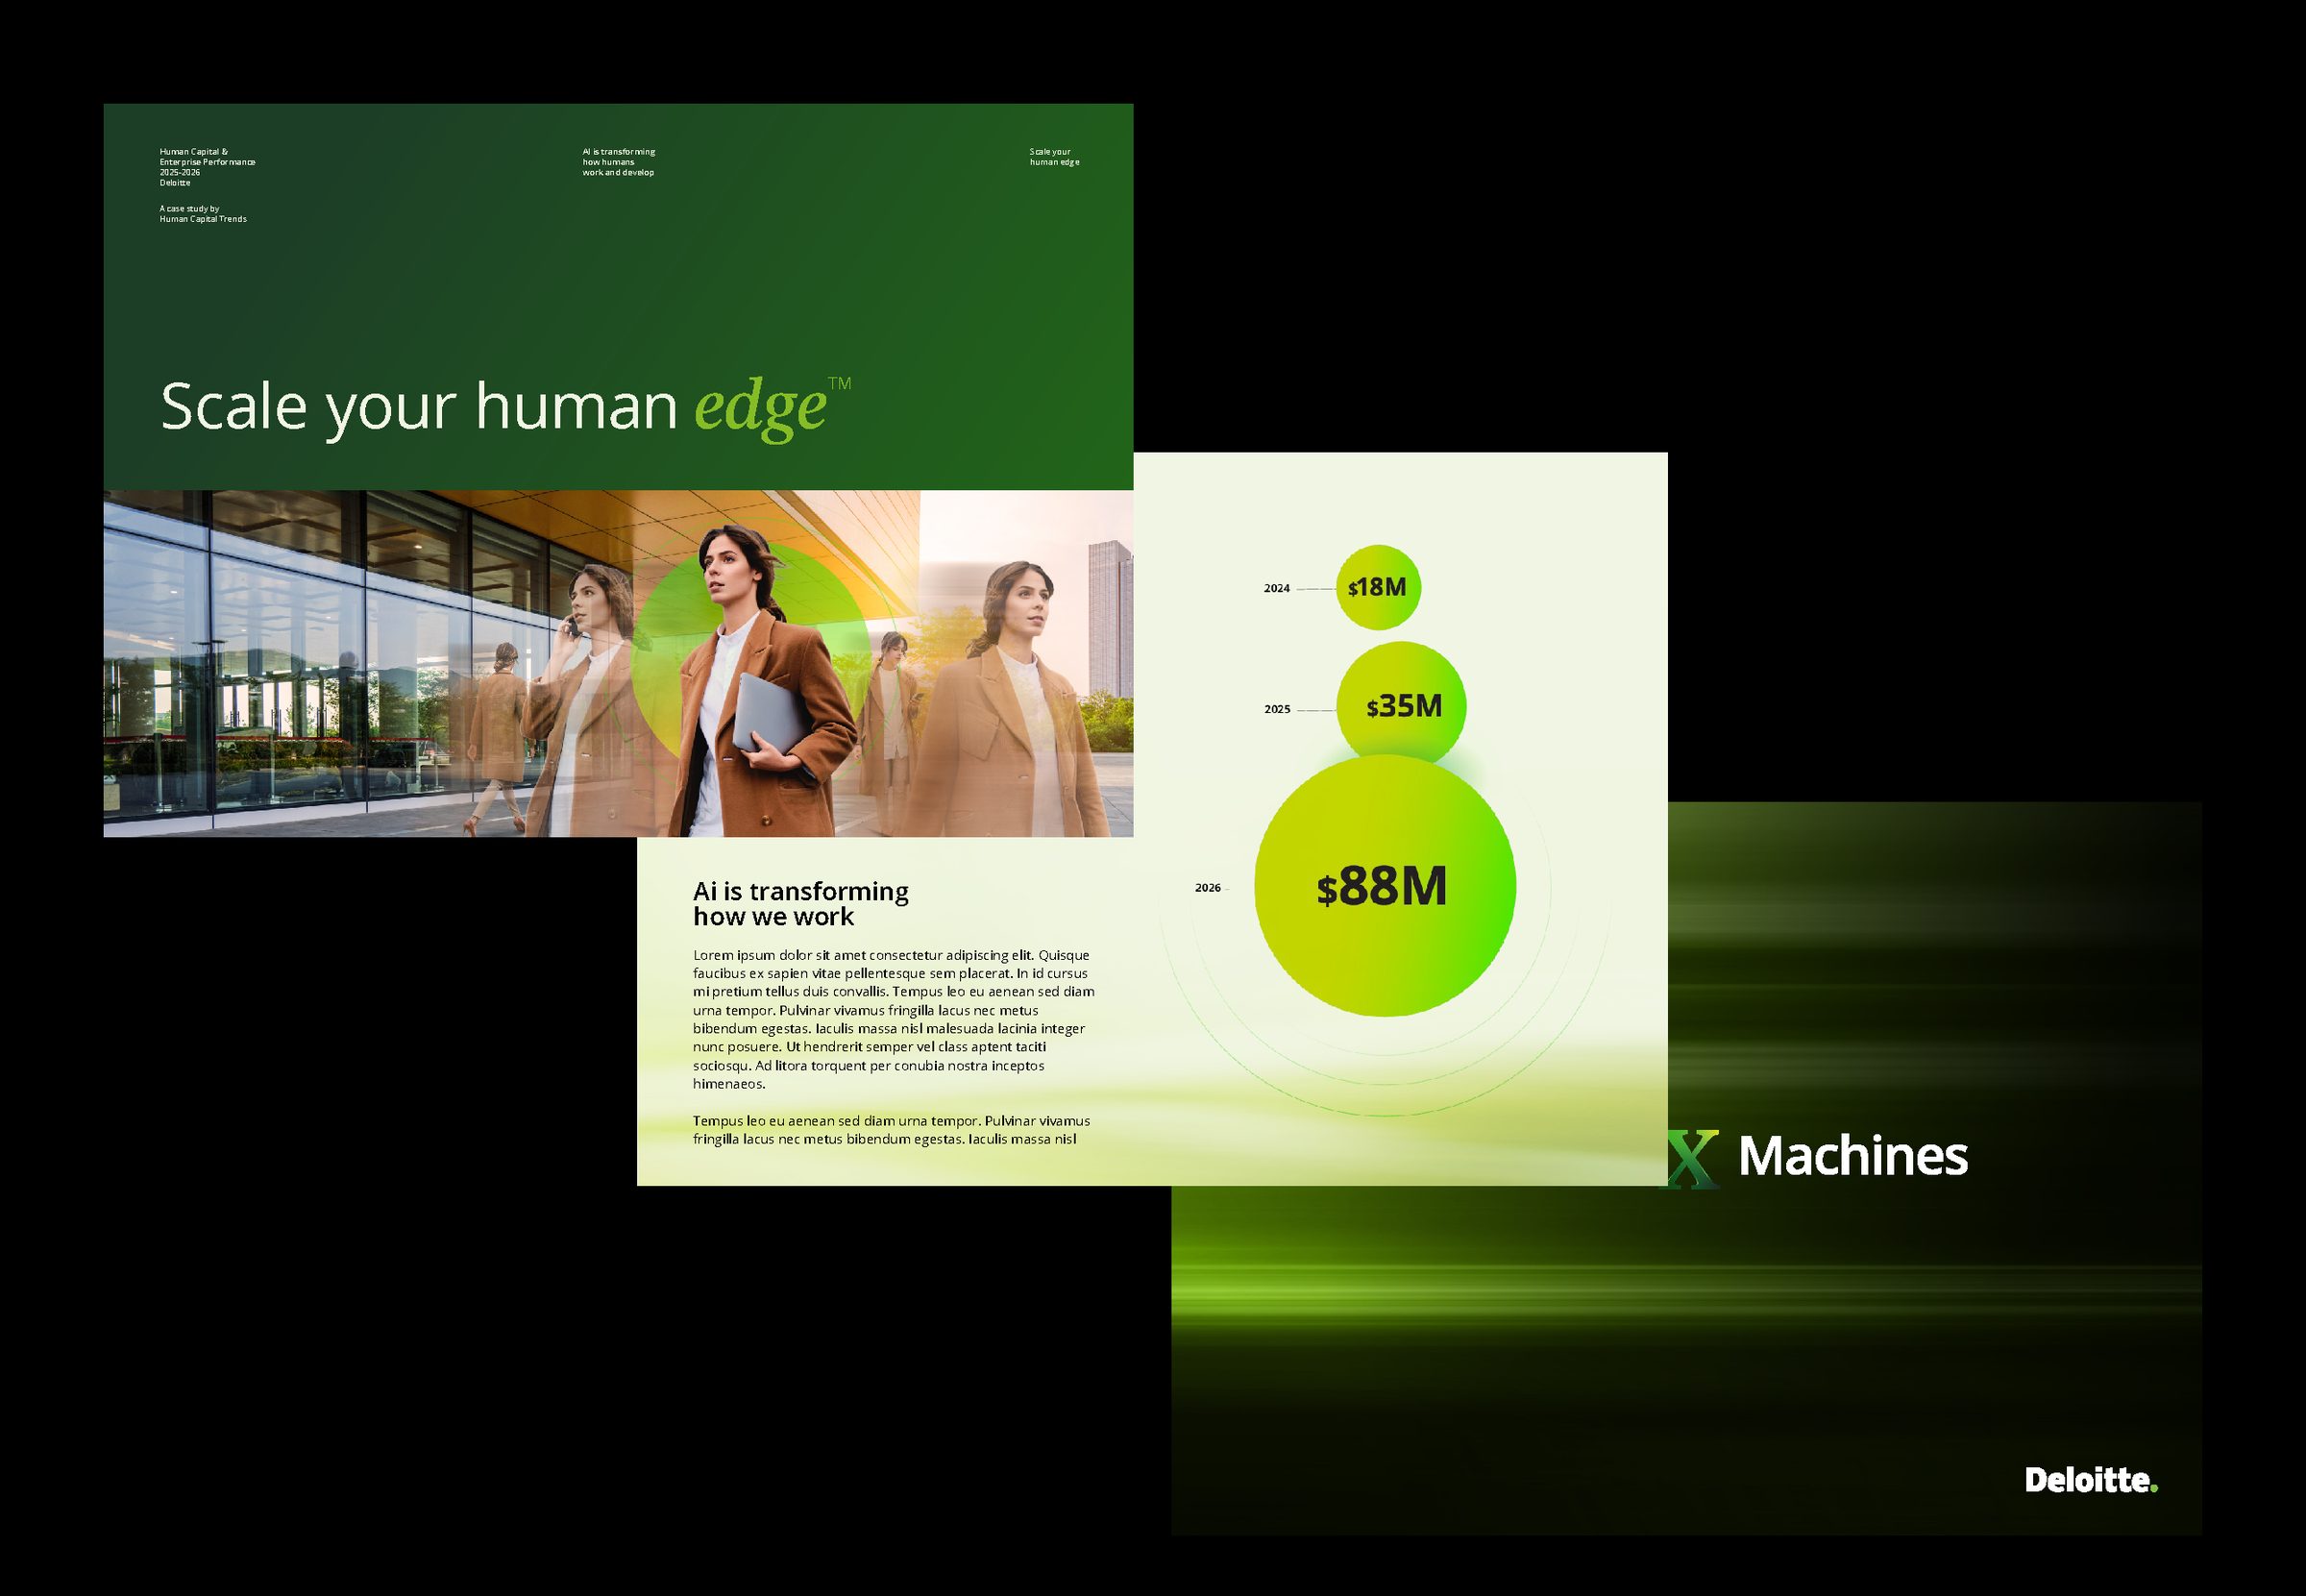 Human Capital &
Enterprise Performance
2025-2026
Deloitte
A case study by
Human Capital Trends
AI is transforming
how humans
work and develop
Scale your
human edge
Scale your human edge™
2024
$18M
2025
$35M
2026
$88M
Ai is transforming
how we work
Lorem ipsum dolor sit amet consectetur adipiscing elit. Quisque
faucibus ex sapien vitae pellentesque sem placerat. In id cursus
mi pretium tellus duis convallis. Tempus leo eu aenean sed diam
urna tempor. Pulvinar vivamus fringilla lacus nec metus
bibendum egestas. Iaculis massa nisl malesuada lacinia integer
nunc posuere. Ut hendrerit semper vel class aptent taciti
sociosqu. Ad litora torquent per conubia nostra inceptos
himenaeos.
Tempus leo eu aenean sed diam urna tempor. Pulvinar vivamus
fringilla lacus nec metus bibendum egestas. Iaculis massa nisl
x Machines
Deloitte.